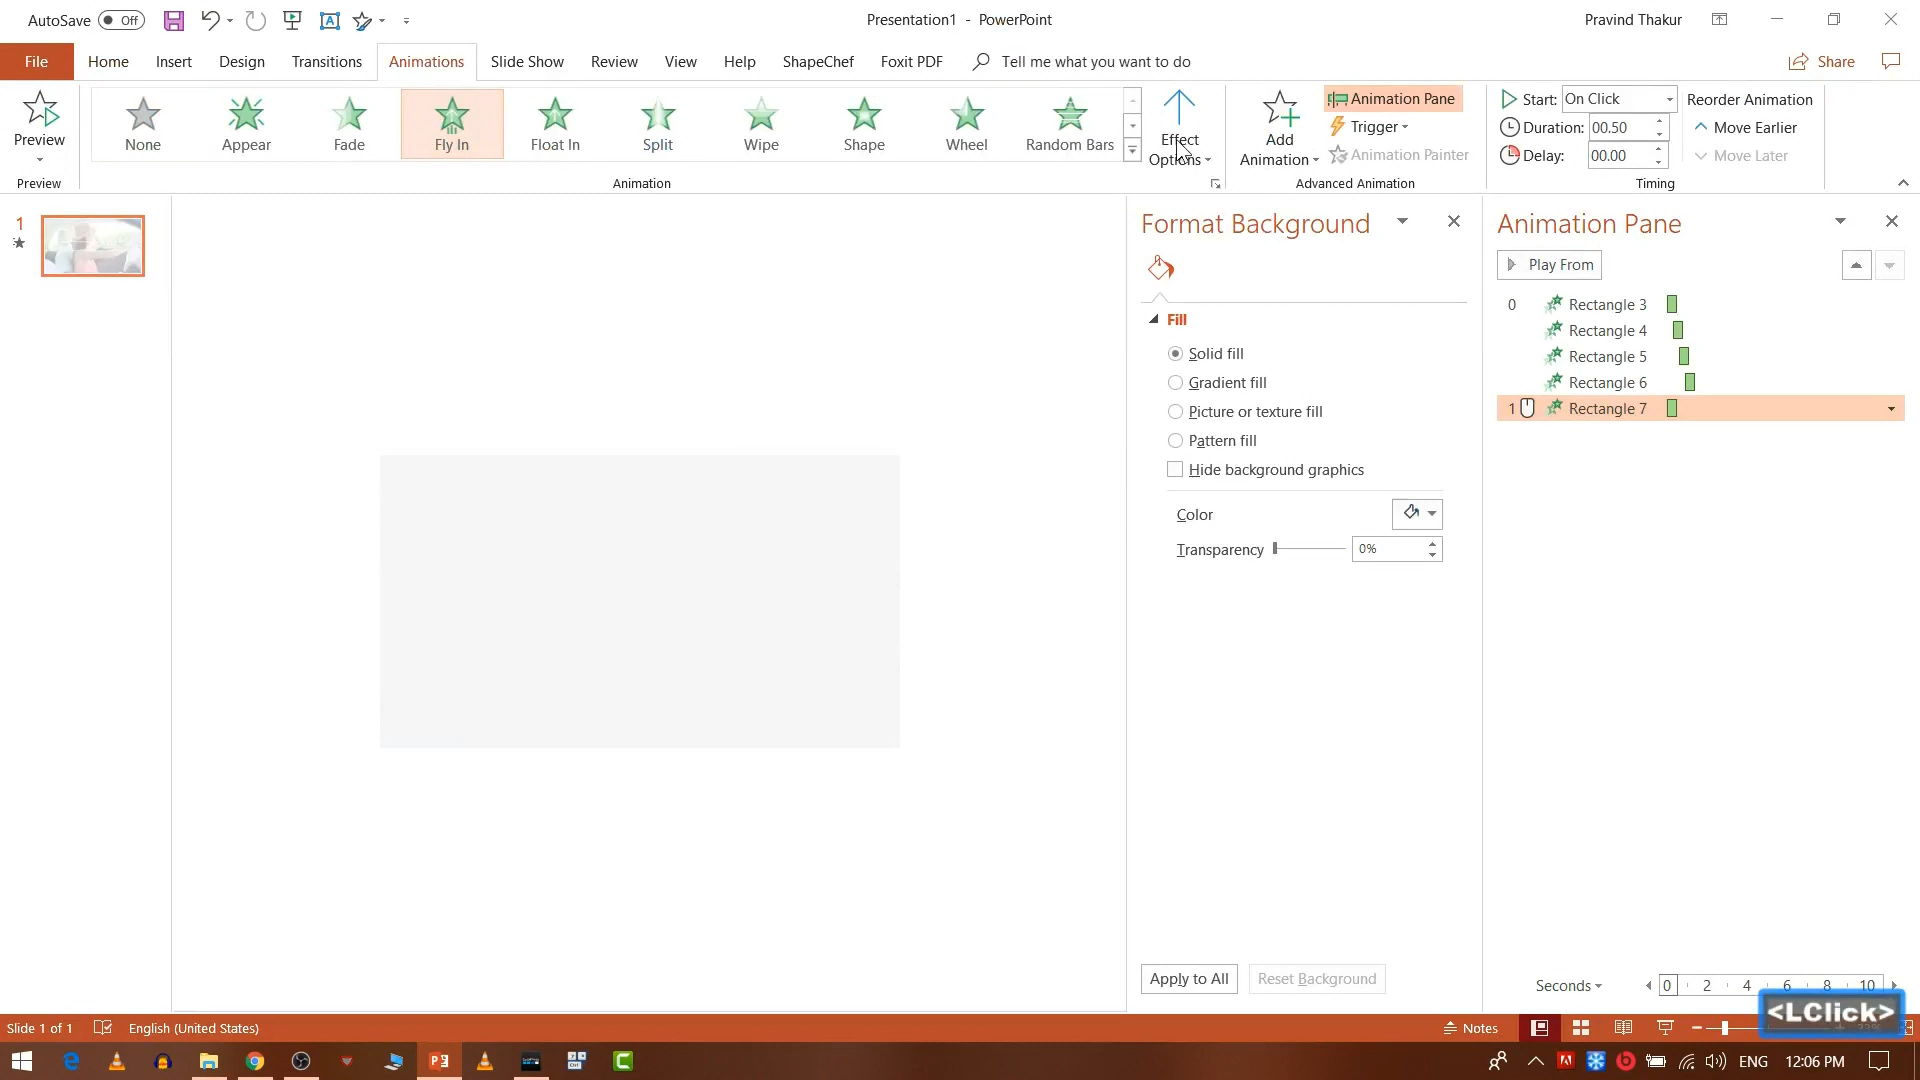 AutoSave Off
Presentation1 - PowerPoint
Pravind Thakur
File Home Insert Design Transitions Animations Slide Show Review View Help ShapeChef Foxit PDF Tell me what you want to do Share
Preview
Preview
None Appear Fade Fly In Float In Split Wipe Shape Wheel Random Bars
Animation
Effect
Options
Add
Animation
Animation Pane
Trigger
Animation Painter
Advanced Animation
Start: On Click
Duration: 00.50
Delay: 00.00
Reorder Animation
Move Earlier
Move Later
Timing
1
Format Background
Fill
Solid fill
Gradient fill
Picture or texture fill
Pattern fill
Hide background graphics
Color
Transparency 0%
Apply to All Reset Background
Animation Pane
Play From
0 Rectangle 3
Rectangle 4
Rectangle 5
Rectangle 6
1 Rectangle 7
Seconds 0 2 4 6 8 10
<LClick>
Slide 1 of 1 English (United States) Notes
ENG 12:06 PM